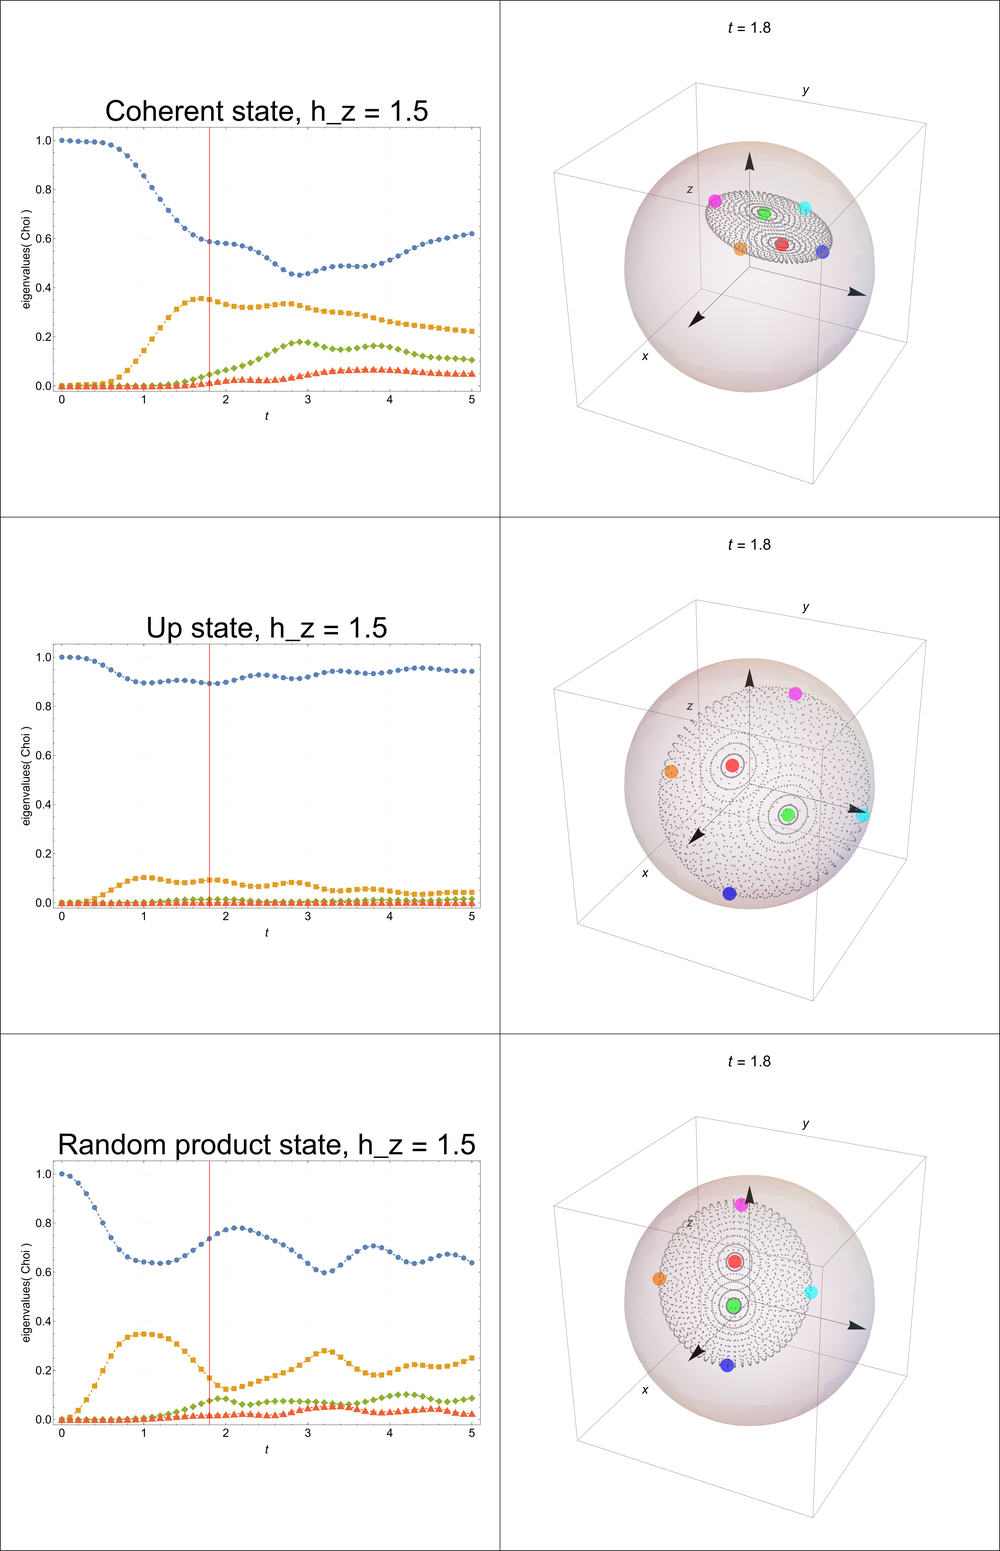 Coherent state, h_z = 1.5
eigenvalues( Choi )
1.0
0.8
0.6
0.4
0.2
0.0
0 1 2 3 4 5
t
t = 1.8
y
z
x
Up state, h_z = 1.5
eigenvalues( Choi )
1.0
0.8
0.6
0.4
0.2
0.0
0 1 2 3 4 5
t
t = 1.8
y
z
x
Random product state, h_z = 1.5
eigenvalues( Choi )
1.0
0.8
0.6
0.4
0.2
0.0
0 1 2 3 4 5
t
t = 1.8
y
z
x